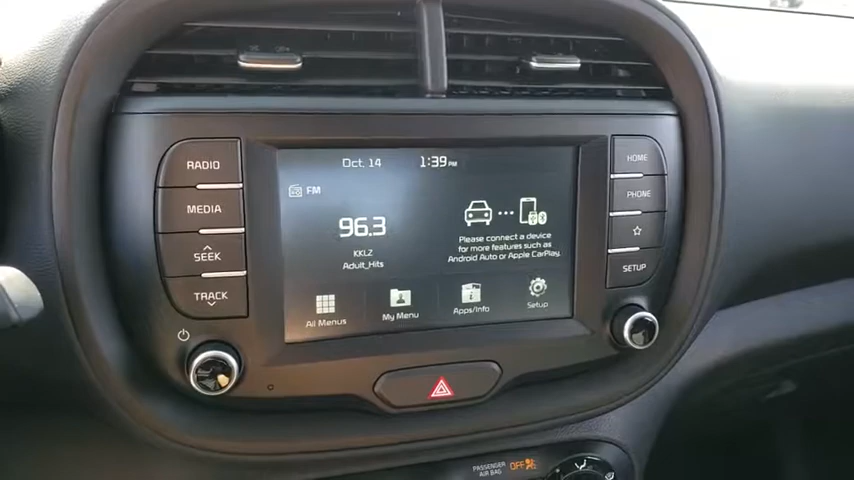 RADIO
MEDIA
SEEK
TRACK
Oct. 14
1:39 PM
FM
96.3
KKLZ
Adult_Hits
Please connect a device
for more features such as
Android Auto or Apple CarPlay.
All Menus
My Menu
Apps/Info
Setup
HOME
PHONE
SETUP
PASSENGER
AIR BAG
OFF